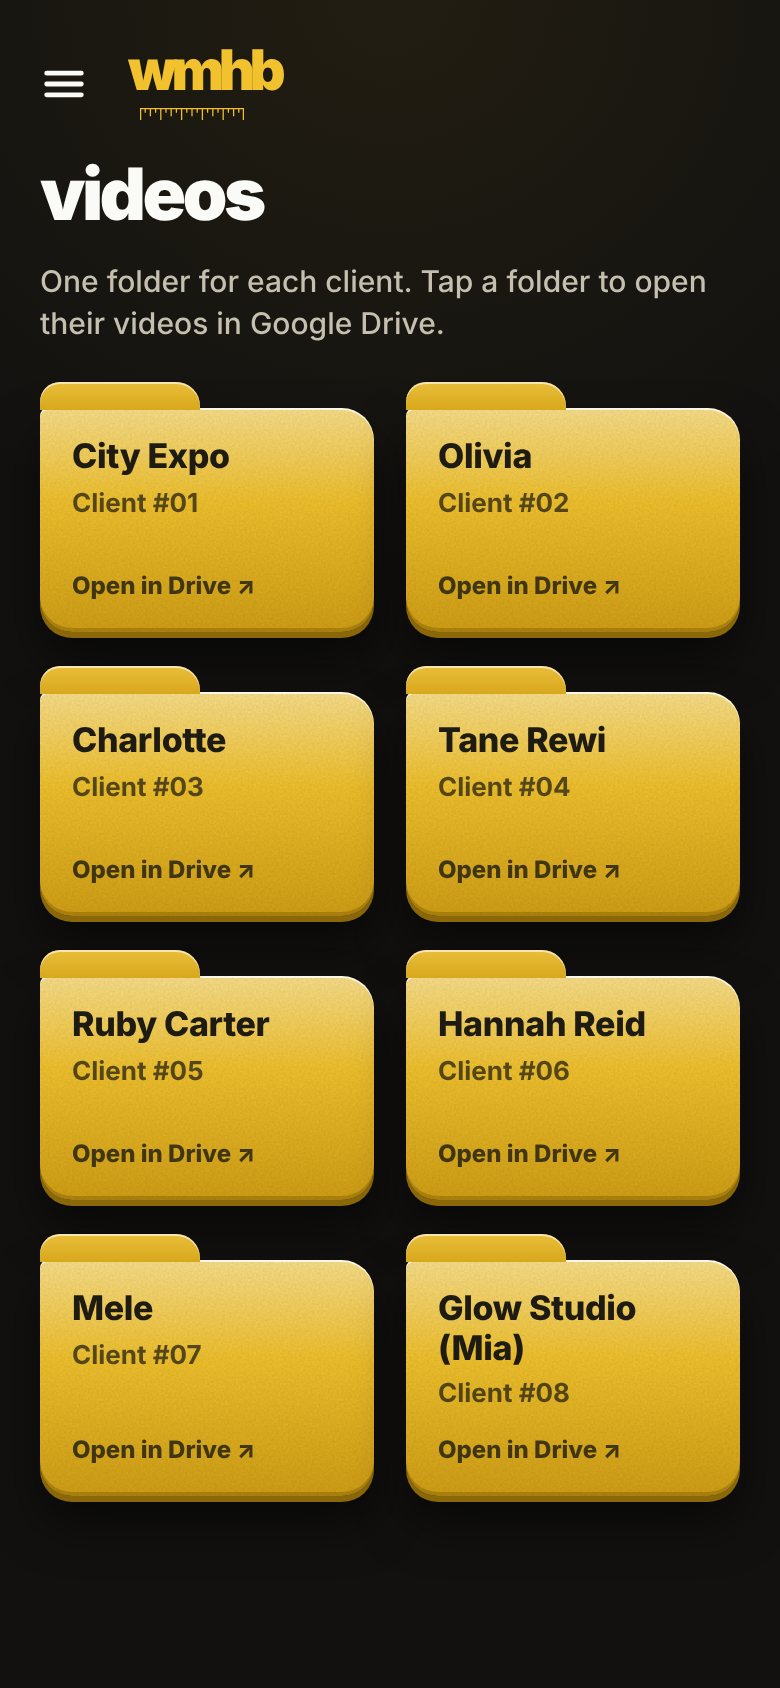 wmhb
videos
One folder for each client. Tap a folder to open
their videos in Google Drive.
City Expo
Client #01
Open in Drive ↗
Olivia
Client #02
Open in Drive ↗
Charlotte
Client #03
Open in Drive ↗
Tane Rewi
Client #04
Open in Drive ↗
Ruby Carter
Client #05
Open in Drive ↗
Hannah Reid
Client #06
Open in Drive ↗
Mele
Client #07
Open in Drive ↗
Glow Studio
(Mia)
Client #08
Open in Drive ↗